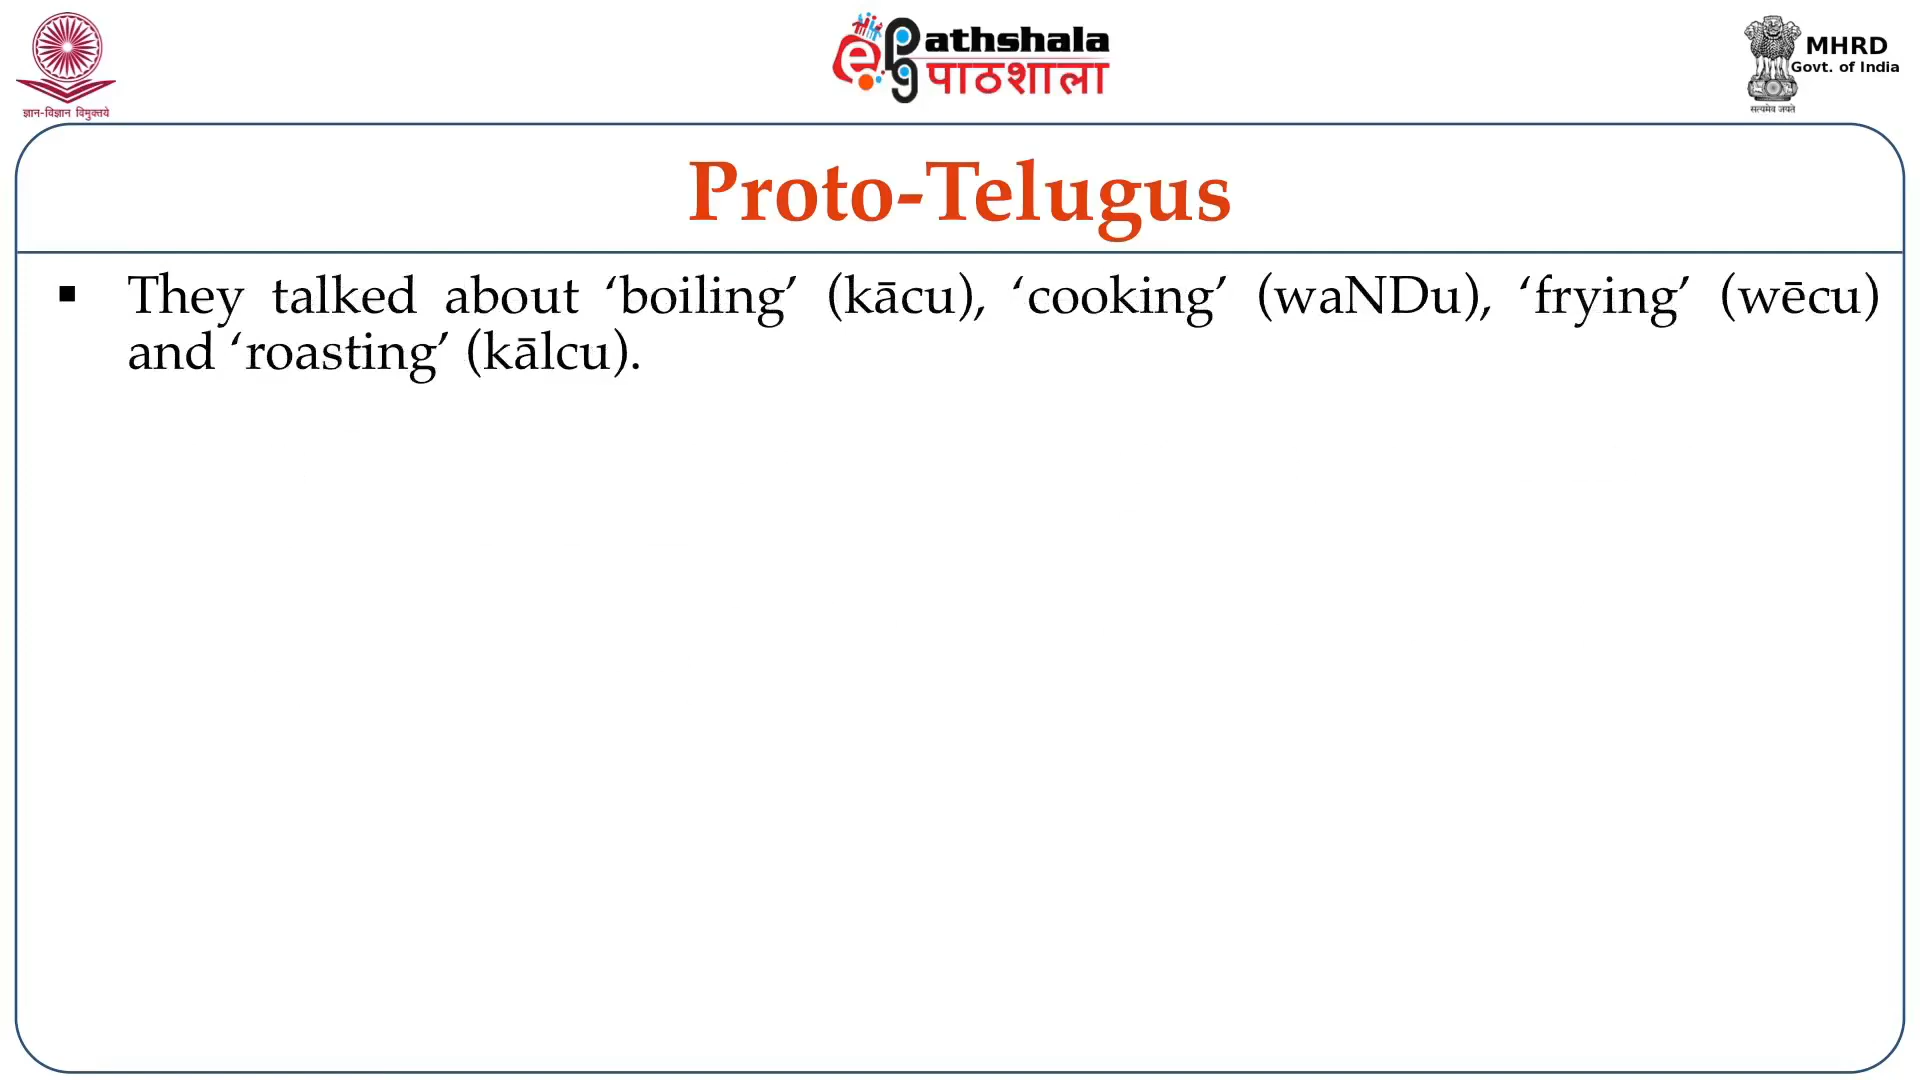 ज्ञान-विज्ञान विमुक्तये
e
Pathshala
pg पाठशाला
MHRD
Govt. of India
सत्यमेव जयते
Proto-Telugus
▪ They talked about ‘boiling’ (kācu), ‘cooking’ (waNDu), ‘frying’ (wēcu)
and ‘roasting’ (kālcu).